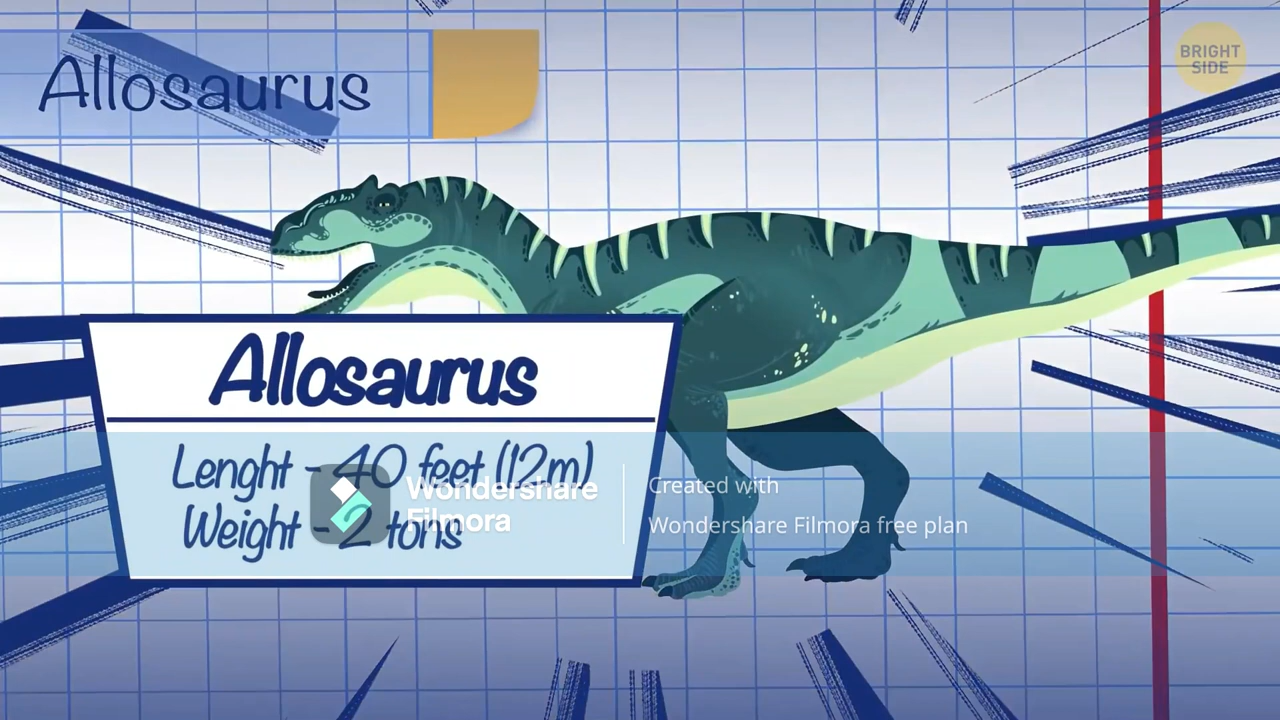 Allosaurus
BRIGHT
SIDE
Allosaurus
Lenght - 40 feet (12m)
Weight - 2 tons
Wondershare
Filmora
Created with
Wondershare Filmora free plan